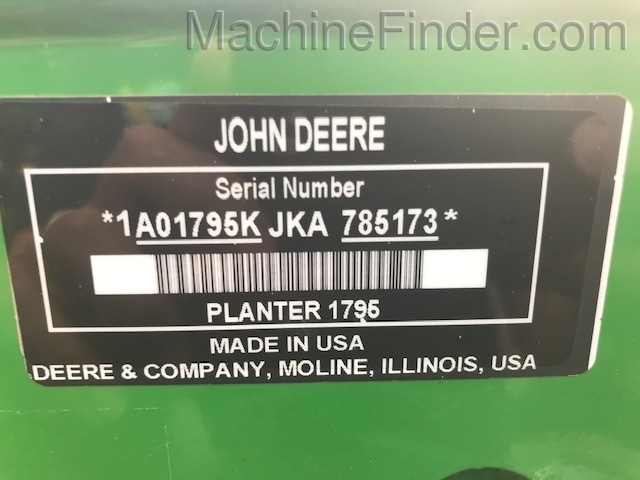 MachineFinder.com
JOHN DEERE
Serial Number
*1A01795K JKA 785173*
PLANTER 1795
MADE IN USA
DEERE & COMPANY, MOLINE, ILLINOIS, USA